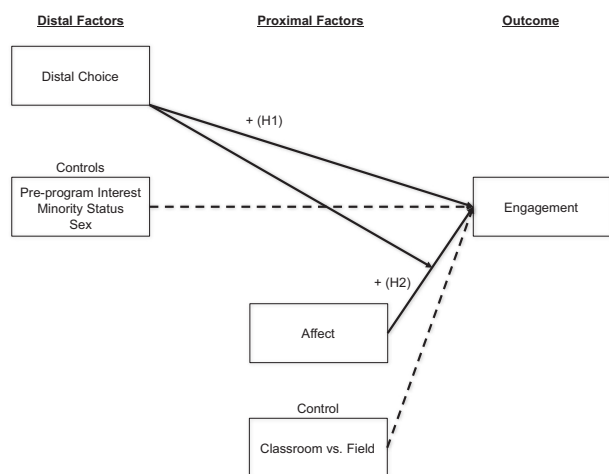 Distal Factors
Proximal Factors
Outcome
Distal Choice
+ (H1)
Controls
Pre-program Interest
Minority Status
Sex
Engagement
+ (H2)
Affect
Control
Classroom vs. Field